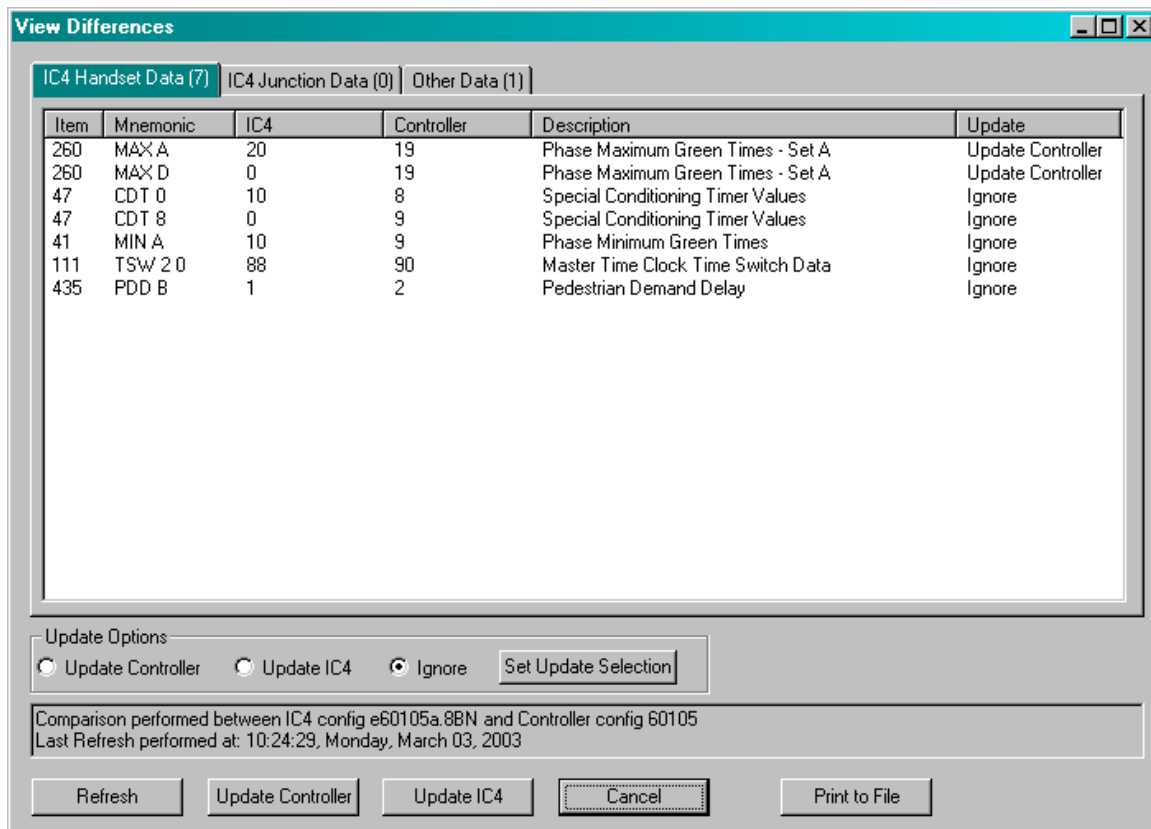 View Differences
IC4 Handset Data (7) IC4 Junction Data (0) Other Data (1)
Item Mnemonic IC4 Controller Description Update
260 MAX A 20 19 Phase Maximum Green Times - Set A Update Controller
260 MAX D 0 19 Phase Maximum Green Times - Set A Update Controller
47 CDT 0 10 8 Special Conditioning Timer Values Ignore
47 CDT 8 0 9 Special Conditioning Timer Values Ignore
41 MIN A 10 9 Phase Minimum Green Times Ignore
111 TSW 2 0 88 90 Master Time Clock Time Switch Data Ignore
435 PDD B 1 2 Pedestrian Demand Delay Ignore
Update Options
Update Controller Update IC4 Ignore Set Update Selection
Comparison performed between IC4 config e60105a.8BN and Controller config 60105
Last Refresh performed at: 10:24:29, Monday, March 03, 2003
Refresh Update Controller Update IC4 Cancel Print to File